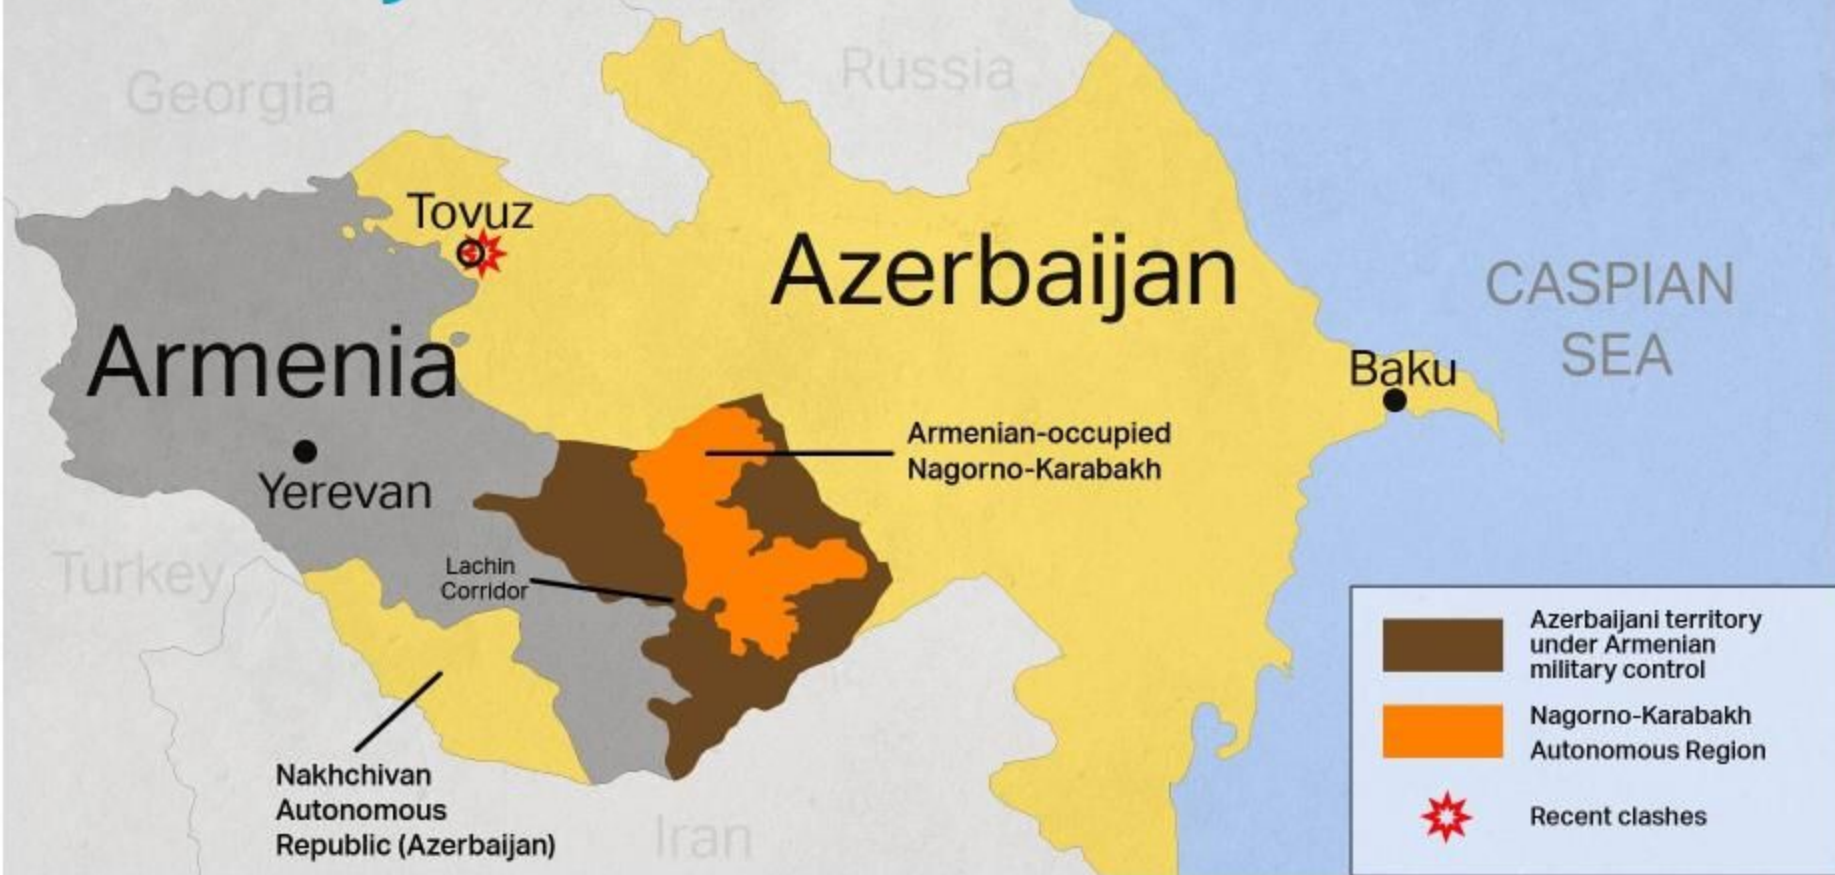 Georgia
Russia
Tovuz
Azerbaijan
CASPIAN
SEA
Armenia
Baku
Armenian-occupied
Nagorno-Karabakh
Yerevan
Turkey
Lachin
Corridor
Nakhchivan
Autonomous
Republic (Azerbaijan)
Iran
Azerbaijani territory
under Armenian
military control
Nagorno-Karabakh
Autonomous Region
Recent clashes